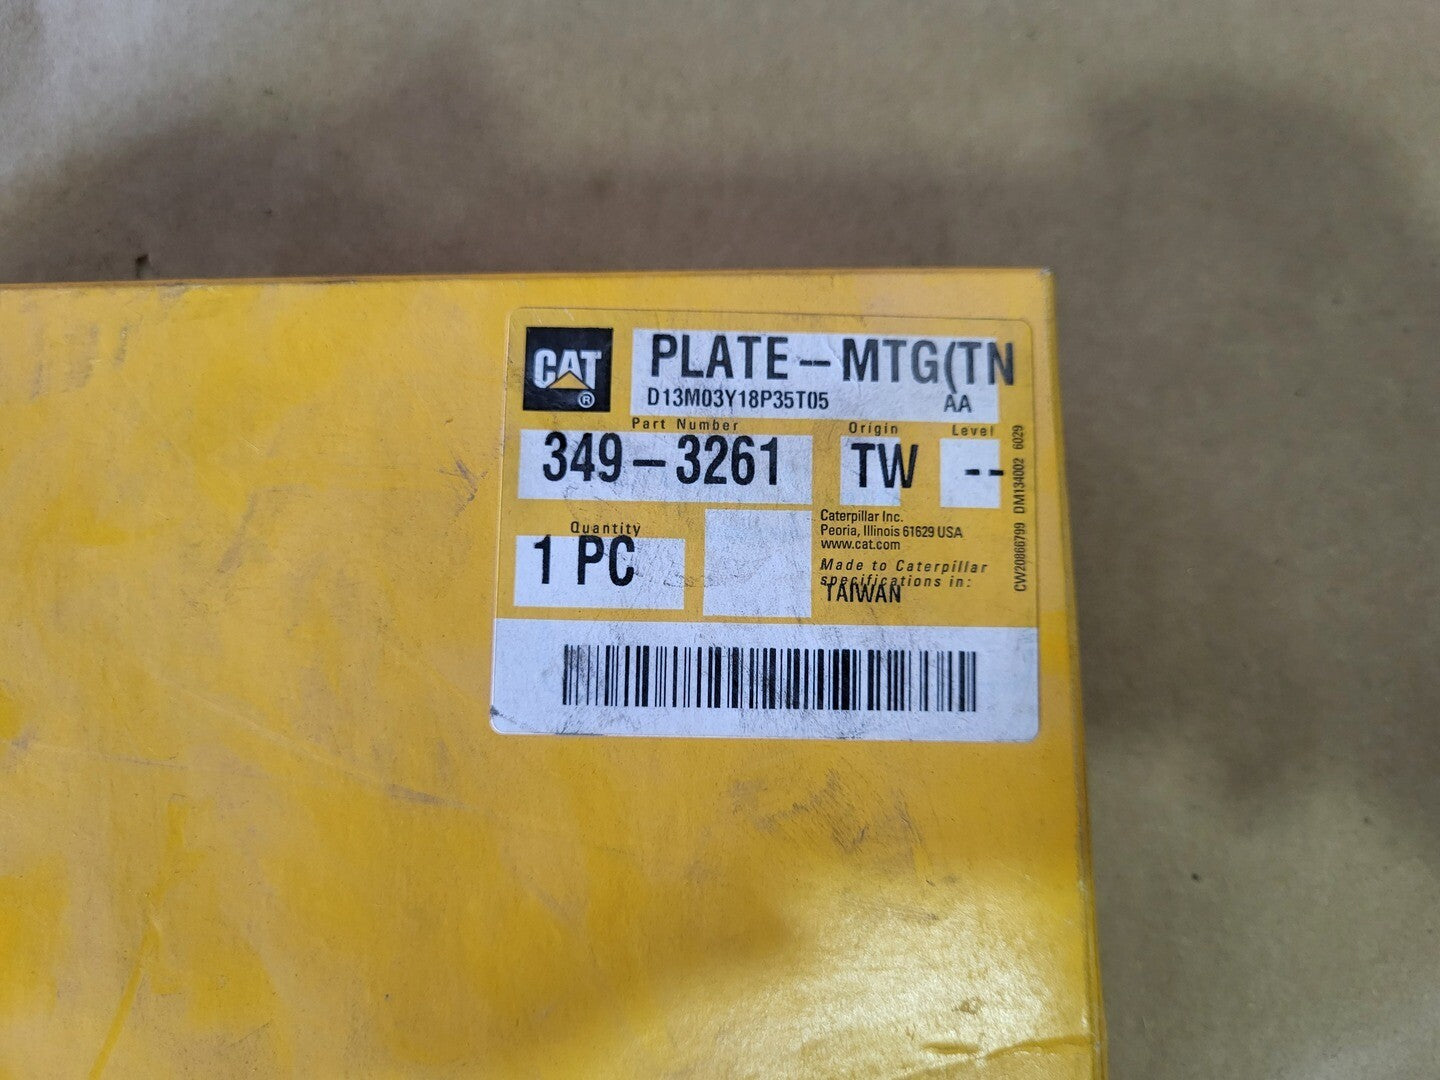 CAT
®
PLATE-MTG(TN
D13M03Y18P35T05 AA
Part Number Origin Level
349-3261 TW --
Quantity
1 PC
Caterpillar Inc.
Peoria, Illinois 61629 USA
www.cat.com
Made to Caterpillar
specifications in:
TAIWAN
CW20866799 DM134002 6029